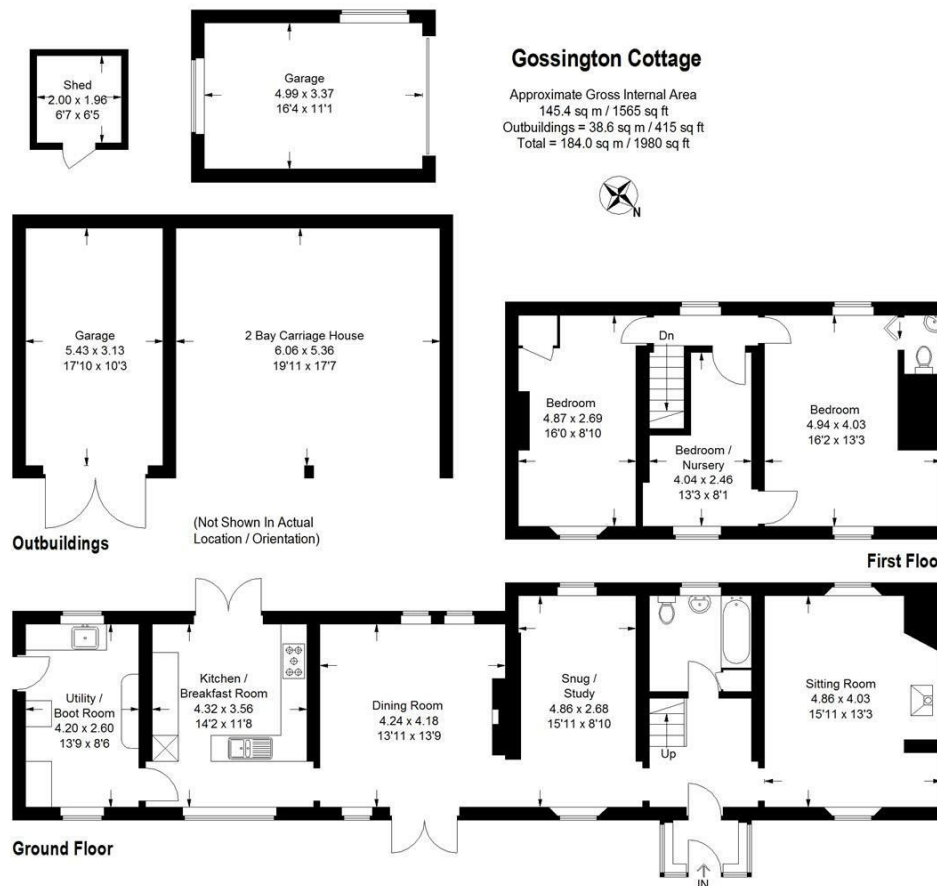 Gossington Cottage
Approximate Gross Internal Area
145.4 sq m / 1565 sq ft
Outbuildings = 38.6 sq m / 415 sq ft
Total = 184.0 sq m / 1980 sq ft
N
Shed
2.00 x 1.96
6'7 x 6'5
Garage
4.99 x 3.37
16'4 x 11'1
Garage
5.43 x 3.13
17'10 x 10'3
2 Bay Carriage House
6.06 x 5.36
19'11 x 17'7
(Not Shown In Actual
Location / Orientation)
Outbuildings
Dn
Bedroom
4.87 x 2.69
16'0 x 8'10
Bedroom /
Nursery
4.04 x 2.46
13'3 x 8'1
Bedroom
4.94 x 4.03
16'2 x 13'3
First Floo
Utility /
Boot Room
4.20 x 2.60
13'9 x 8'6
Kitchen /
Breakfast Room
4.32 x 3.56
14'2 x 11'8
Dining Room
4.24 x 4.18
13'11 x 13'9
Snug /
Study
4.86 x 2.68
15'11 x 8'10
Up
Sitting Room
4.86 x 4.03
15'11 x 13'3
IN
Ground Floor